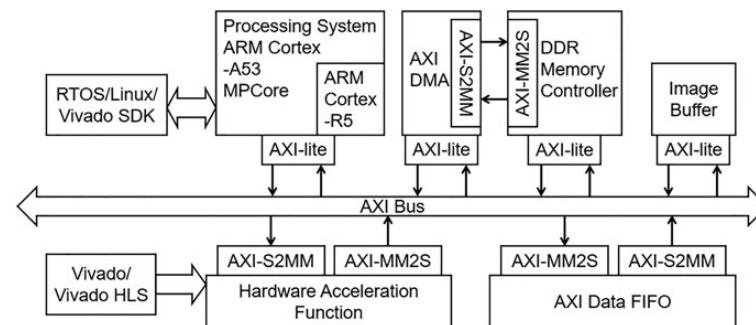 Processing System
ARM Cortex
-A53
MPCore
ARM
Cortex
-R5
AXI-lite
RTOS/Linux/
Vivado SDK
AXI
DMA
AXI-S2MM
AXI-lite
AXI-MM2S
DDR
Memory
Controller
AXI-lite
Image
Buffer
AXI-lite
AXI Bus
Vivado/
Vivado HLS
AXI-S2MM
AXI-MM2S
Hardware Acceleration
Function
AXI-MM2S
AXI-S2MM
AXI Data FIFO